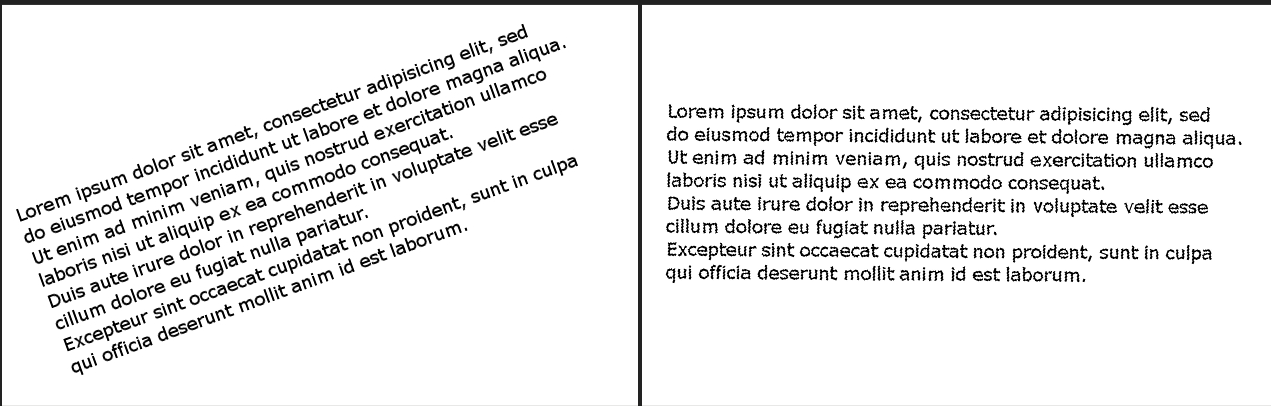 Lorem ipsum dolor sit amet, consectetur adipisicing elit, sed
do eiusmod tempor incididunt ut labore et dolore magna aliqua.
Ut enim ad minim veniam, quis nostrud exercitation ullamco
laboris nisi ut aliquip ex ea commodo consequat.
Duis aute irure dolor in reprehenderit in voluptate velit esse
cillum dolore eu fugiat nulla pariatur.
Excepteur sint occaecat cupidatat non proident, sunt in culpa
qui officia deserunt mollit anim id est laborum.
Lorem ipsum dolor sit amet, consectetur adipisicing elit, sed
do eiusmod tempor incididunt ut labore et dolore magna aliqua.
Ut enim ad minim veniam, quis nostrud exercitation ullamco
laboris nisi ut aliquip ex ea commodo consequat.
Duis aute irure dolor in reprehenderit in voluptate velit esse
cillum dolore eu fugiat nulla pariatur.
Excepteur sint occaecat cupidatat non proident, sunt in culpa
qui officia deserunt mollit anim id est laborum.